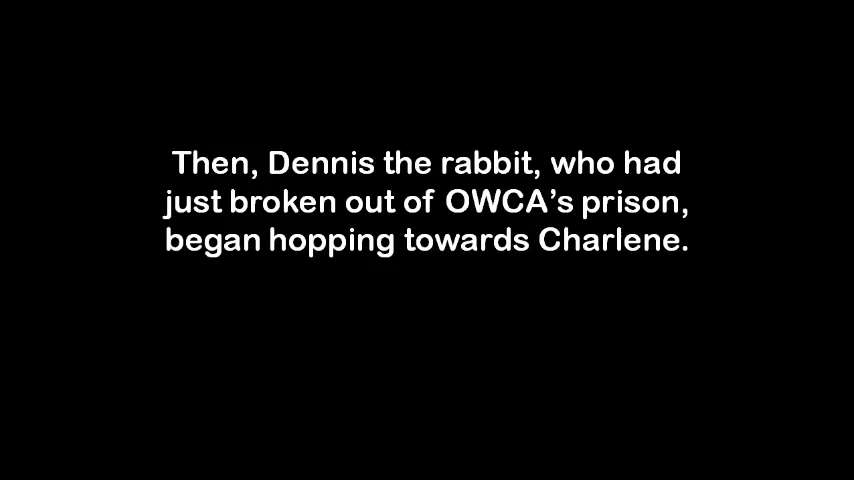 Then, Dennis the rabbit, who had
just broken out of OWCA’s prison,
began hopping towards Charlene.